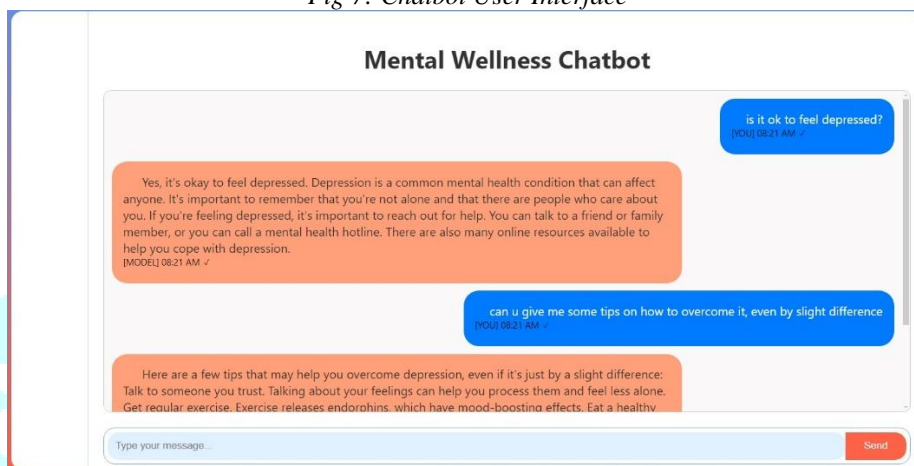 Fig 7: Chatbot User Interface
Mental Wellness Chatbot
is it ok to feel depressed?
[YOU] 08:21 AM ✓
Yes, it's okay to feel depressed. Depression is a common mental health condition that can affect
anyone. It's important to remember that you're not alone and that there are people who care about
you. If you're feeling depressed, it's important to reach out for help. You can talk to a friend or family
member, or you can call a mental health hotline. There are also many online resources available to
help you cope with depression.
[MODEL] 08:21 AM ✓
can u give me some tips on how to overcome it, even by slight difference
[YOU] 08:21 AM ✓
Here are a few tips that may help you overcome depression, even if it's just by a slight difference:
Talk to someone you trust. Talking about your feelings can help you process them and feel less alone.
Get regular exercise. Exercise releases endorphins, which have mood-boosting effects. Eat a healthy
Type your message...
Send